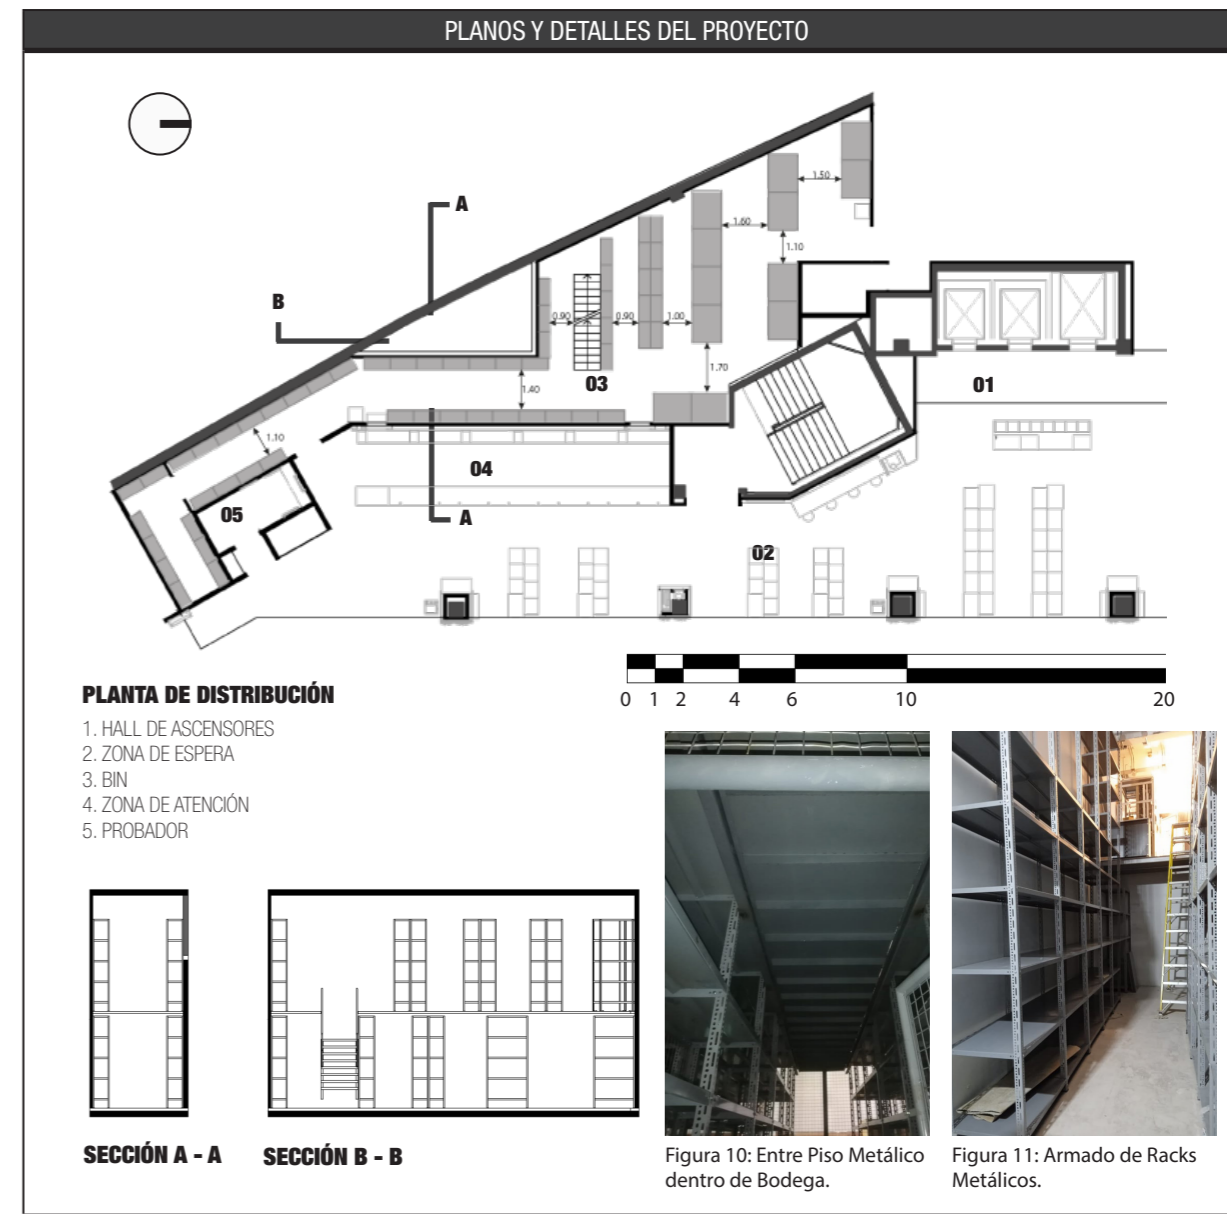 PLANOS Y DETALLES DEL PROYECTO
A
B
1.50
1.60
1.10
0.90
0.90
1.00
1.70
03
1.40
01
1.10
04
05
A
02
PLANTA DE DISTRIBUCIÓN
1. HALL DE ASCENSORES
2. ZONA DE ESPERA
3. BIN
4. ZONA DE ATENCIÓN
5. PROBADOR
0 1 2 4 6 10 20
SECCIÓN A - A
SECCIÓN B - B
Figura 10: Entre Piso Metálico
dentro de Bodega.
Figura 11: Armado de Racks
Metálicos.